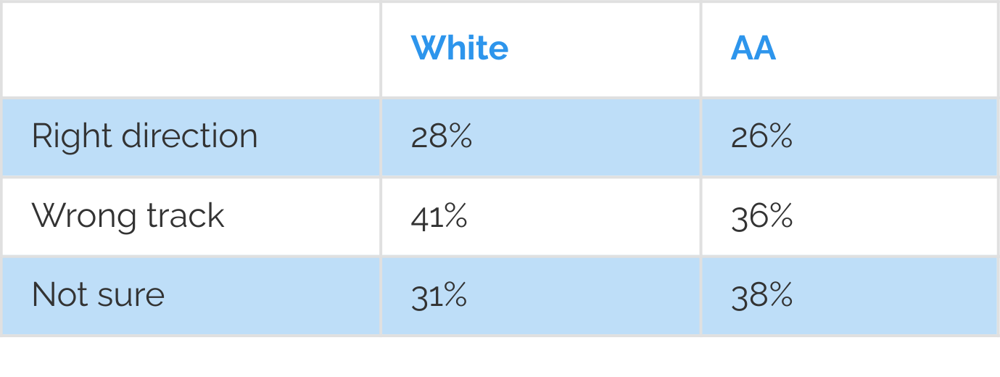 White AA
Right direction 28% 26%
Wrong track 41% 36%
Not sure 31% 38%